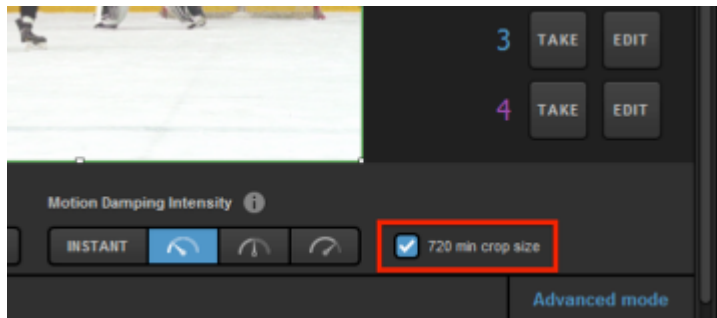 3 TAKE EDIT
4 TAKE EDIT
Motion Damping Intensity i
INSTANT
720 min crop size
Advanced mode